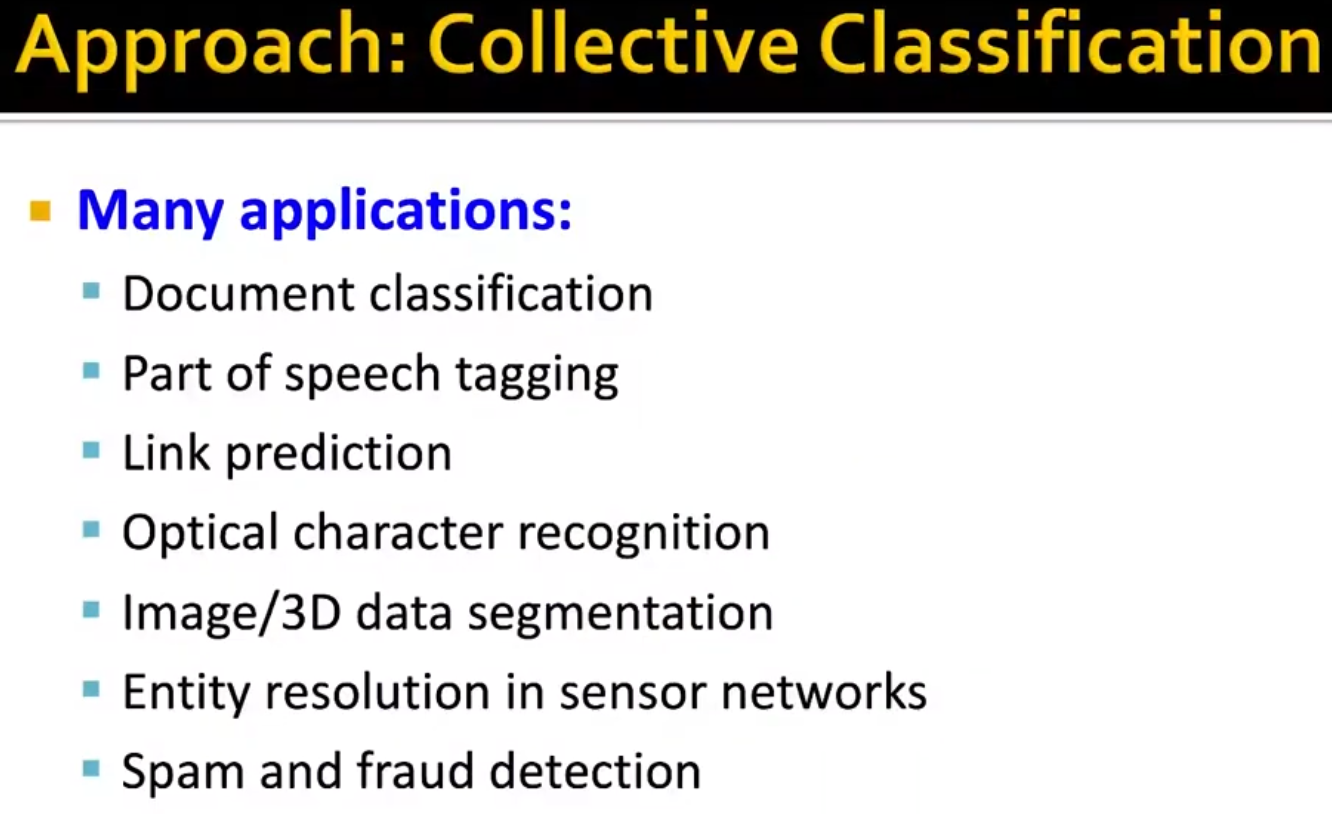 Approach: Collective Classification
Many applications:
Document classification
Part of speech tagging
Link prediction
Optical character recognition
Image/3D data segmentation
Entity resolution in sensor networks
Spam and fraud detection